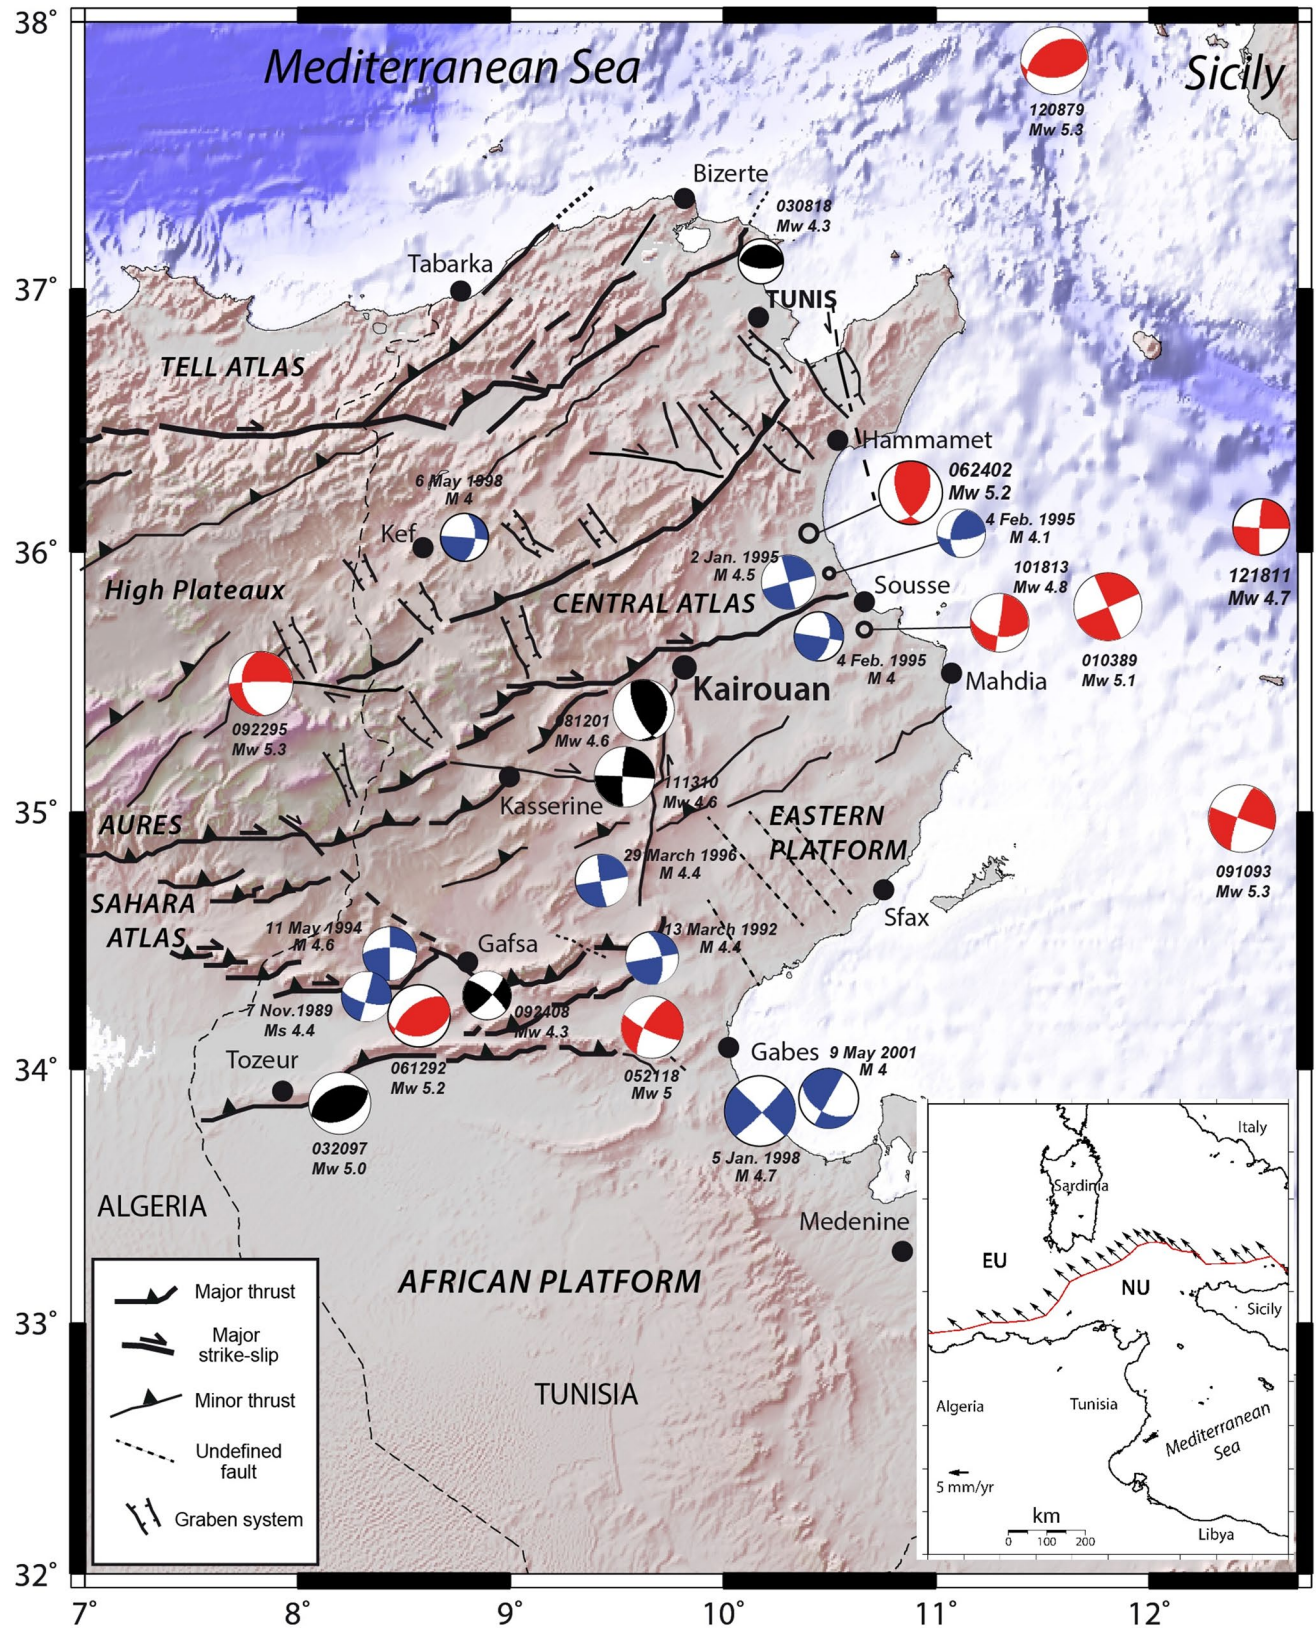 38°
Mediterranean Sea
Sicily
120879
Mw 5.3
Bizerte
030818
Mw 4.3
Tabarka
37°
TUNIS
TELL ATLAS
Hammamet
6 May 1998
M 4
062402
Mw 5.2
Kef
4 Feb. 1995
M 4.1
36°
2 Jan. 1995
M 4.5
101813
Mw 4.8
121811
Mw 4.7
High Plateaux
CENTRAL ATLAS
Sousse
4 Feb. 1995
M 4
010389
Mw 5.1
Kairouan
Mahdia
092295
Mw 5.3
081201
Mw 4.6
111310
Mw 4.6
Kasserine
35°
AURES
EASTERN
PLATFORM
29 March 1996
M 4.4
091093
Mw 5.3
SAHARA
ATLAS
Sfax
11 May 1994
M 4.6
Gafsa
13 March 1992
M 4.4
7 Nov.1989
Ms 4.4
092408
Mw 4.3
Tozeur
34°
061292
Mw 5.2
052118
Mw 5
Gabes
9 May 2001
M 4
032097
Mw 5.0
5 Jan. 1998
M 4.7
ALGERIA
Medenine
AFRICAN PLATFORM
33°
TUNISIA
32°
Major thrust
Major
strike-slip
Minor thrust
Undefined
fault
Graben system
Italy
Sardinia
EU
NU
Sicily
Algeria
Tunisia
Mediterranean
Sea
5 mm/yr
km
0 100 200
Libya
7° 8° 9° 10° 11° 12°